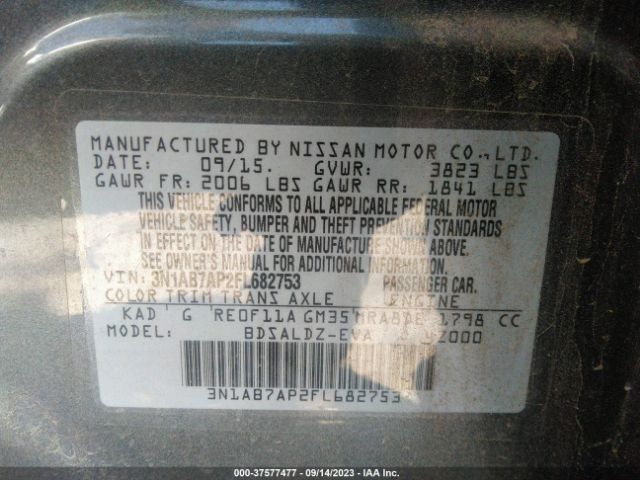 MANUFACTURED BY NISSAN MOTOR CO., LTD.
DATE: 09/15. GVWR: 3823 LBS
GAWR FR: 2006 LBS GAWR RR: 1841 LBS
THIS VEHICLE CONFORMS TO ALL APPLICABLE FEDERAL MOTOR
VEHICLE SAFETY, BUMPER AND THEFT PREVENTION STANDARDS
IN EFFECT ON THE DATE OF MANUFACTURE SHOWN ABOVE.
SEE OWNER'S MANUAL FOR ADDITIONAL INFORMATION.
VIN: 3N1AB7AP2FL682753 PASSENGER CAR.
COLOR TRIM TRANS AXLE ENGINE
KAD G RE0F11A GM35 MRA8DE 1798 CC
MODEL: BDSALDZ-EVA
3N1AB7AP2FL682753
000-37577477 - 09/14/2023 - IAA Inc.